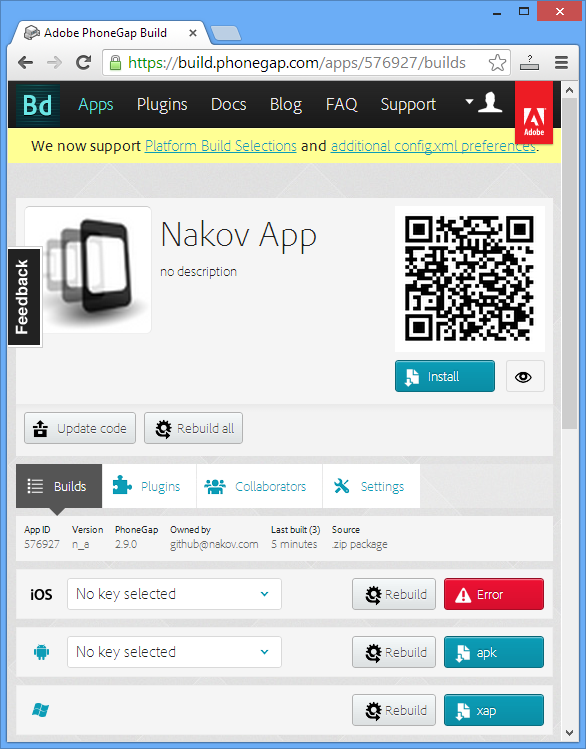 Adobe PhoneGap Build
https://build.phonegap.com/apps/576927/builds
Bd Apps Plugins Docs Blog FAQ Support
Adobe
We now support Platform Build Selections and additional config.xml preferences.
Nakov App
no description
Feedback
Install
Update code Rebuild all
Builds Plugins Collaborators Settings
App ID Version PhoneGap Owned by Last built (3) Source
576927 n_a 2.9.0 github@nakov.com 5 minutes .zip package
iOS No key selected Rebuild Error
No key selected Rebuild apk
Rebuild xap